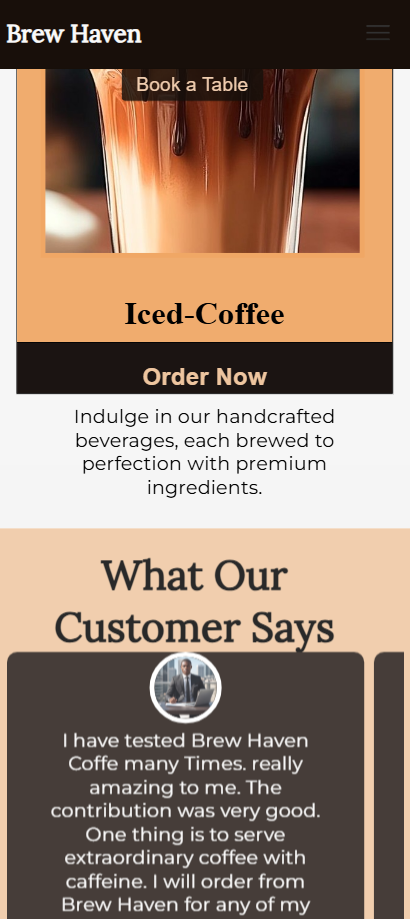 Brew Haven
Book a Table
Iced-Coffee
Order Now
Indulge in our handcrafted
beverages, each brewed to
perfection with premium
ingredients.
What Our
Customer Says
I have tested Brew Haven
Coffe many Times. really
amazing to me. The
contribution was very good.
One thing is to serve
extraordinary coffee with
caffeine. I will order from
Brew Haven for any of my